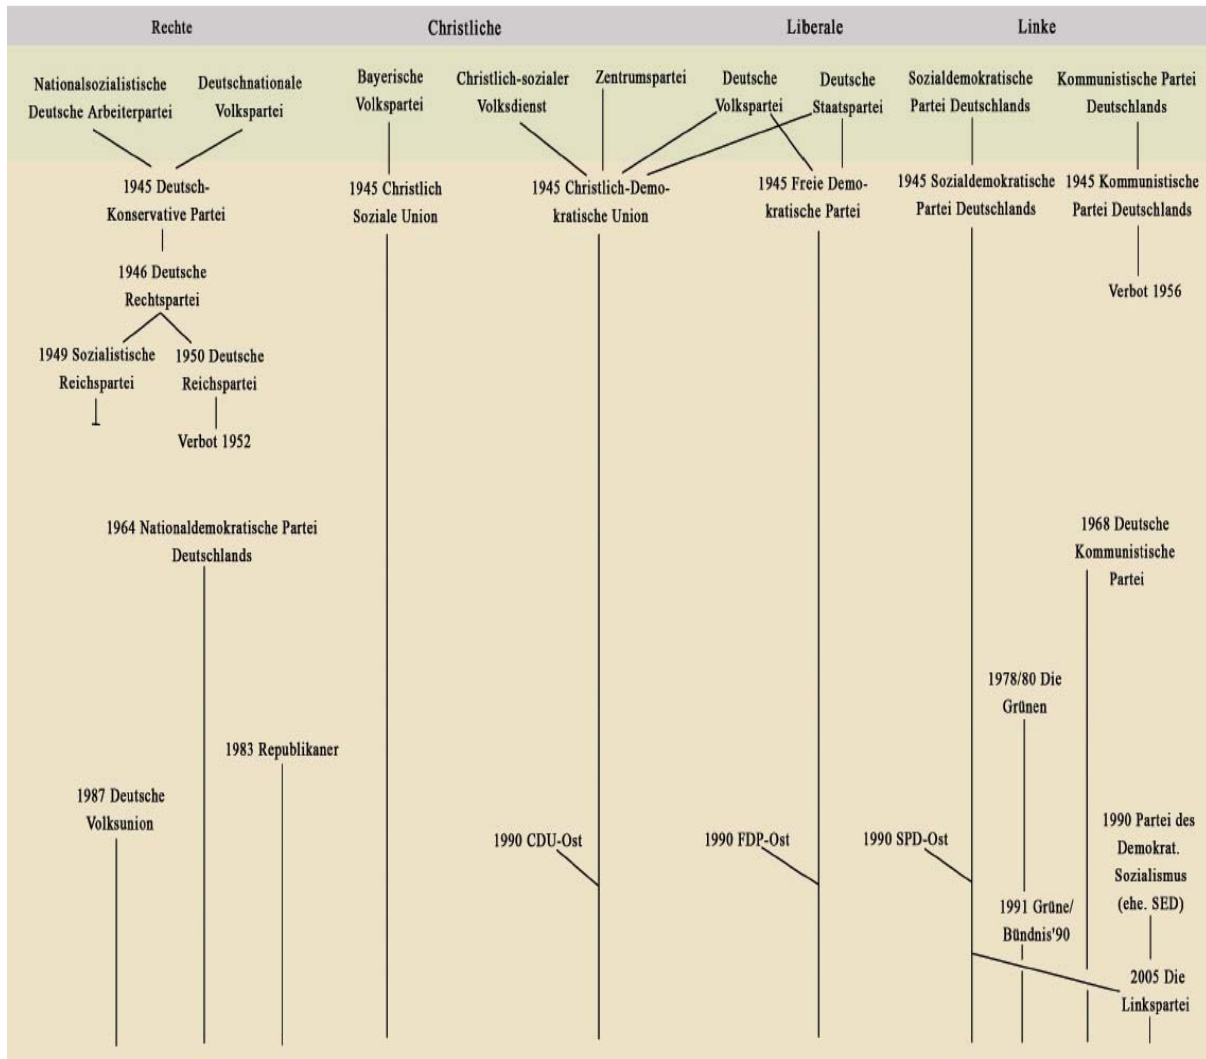 Rechte
Christliche
Liberale
Linke
Nationalsozialistische
Deutsche Arbeiterpartei
Deutschnationale
Volkspartei
Bayerische
Volkspartei
Christlich-sozialer
Volksdienst
Zentrumspartei
Deutsche
Volkspartei
Deutsche
Staatspartei
Sozialdemokratische
Partei Deutschlands
Kommunistische Partei
Deutschlands
1945 Deutsch-
Konservative Partei
1945 Christlich
Soziale Union
1945 Christlich-Demo-
kratische Union
1945 Freie Demo-
kratische Partei
1945 Sozialdemokratische
Partei Deutschlands
1945 Kommunistische
Partei Deutschlands
1946 Deutsche
Rechtspartei
Verbot 1956
1949 Sozialistische
Reichspartei
1950 Deutsche
Reichspartei
Verbot 1952
1964 Nationaldemokratische Partei
Deutschlands
1968 Deutsche
Kommunistische
Partei
1978/80 Die
Grünen
1983 Republikaner
1987 Deutsche
Volksunion
1990 CDU-Ost
1990 FDP-Ost
1990 SPD-Ost
1990 Partei des
Demokrat.
Sozialismus
(ehe. SED)
1991 Grüne/
Bündnis'90
2005 Die
Linkspartei